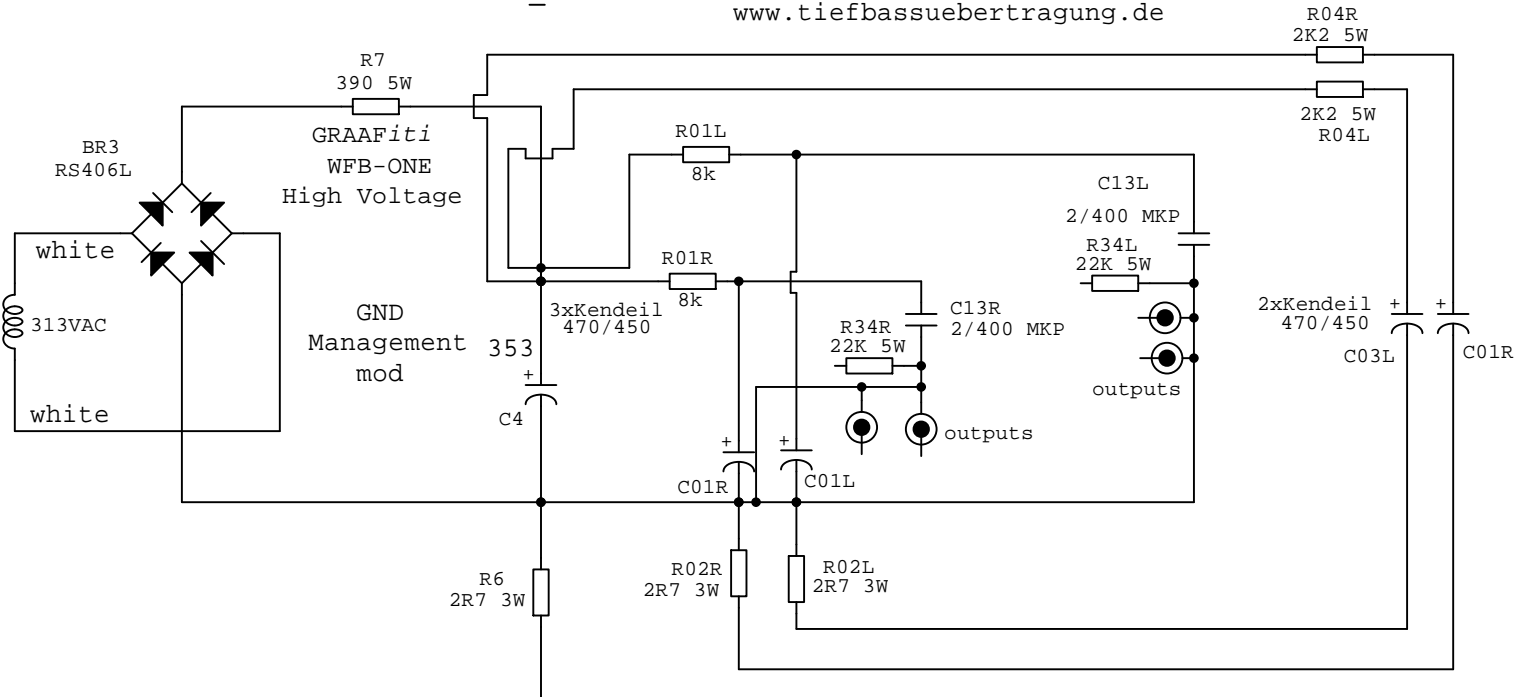 www.tiefbassuebertragung.de
R04R
2K2 5W
R7
390 5W
2K2 5W
R04L
GRAAFiti
WFB-ONE
High Voltage
BR3
RS406L
R01L
8k
C13L
2/400 MKP
white
R34L
22K 5W
R01R
8k
313VAC
GND
Management
mod
353
3xKendeil
470/450
C13R
2/400 MKP
R34R
22K 5W
2xKendeil
470/450
+
+
C03L
C01R
outputs
white
+
C4
outputs
+
+
C01R
C01L
R6
2R7 3W
R02R
2R7 3W
R02L
2R7 3W